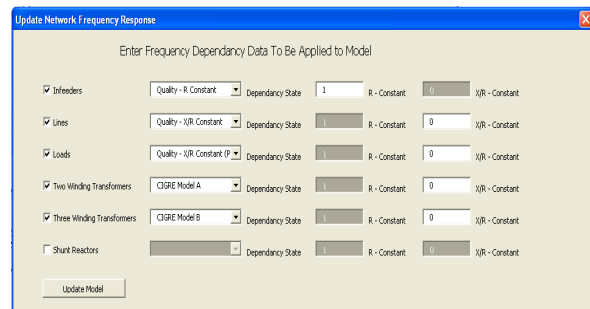 Update Network Frequency Response
Enter Frequency Dependancy Data To Be Applied to Model
Infeeders Quality - R Constant Dependancy State 1 R - Constant 0 X/R - Constant
Lines Quality - X/R Constant Dependancy State 1 R - Constant 0 X/R - Constant
Loads Quality - X/R Constant (P Dependancy State 1 R - Constant 0 X/R - Constant
Two Winding Transformers CIGRE Model A Dependancy State 1 R - Constant 0 X/R - Constant
Three Winding Transformers CIGRE Model B Dependancy State 1 R - Constant 0 X/R - Constant
Shunt Reactors Dependancy State 1 R - Constant 0 X/R - Constant
Update Model